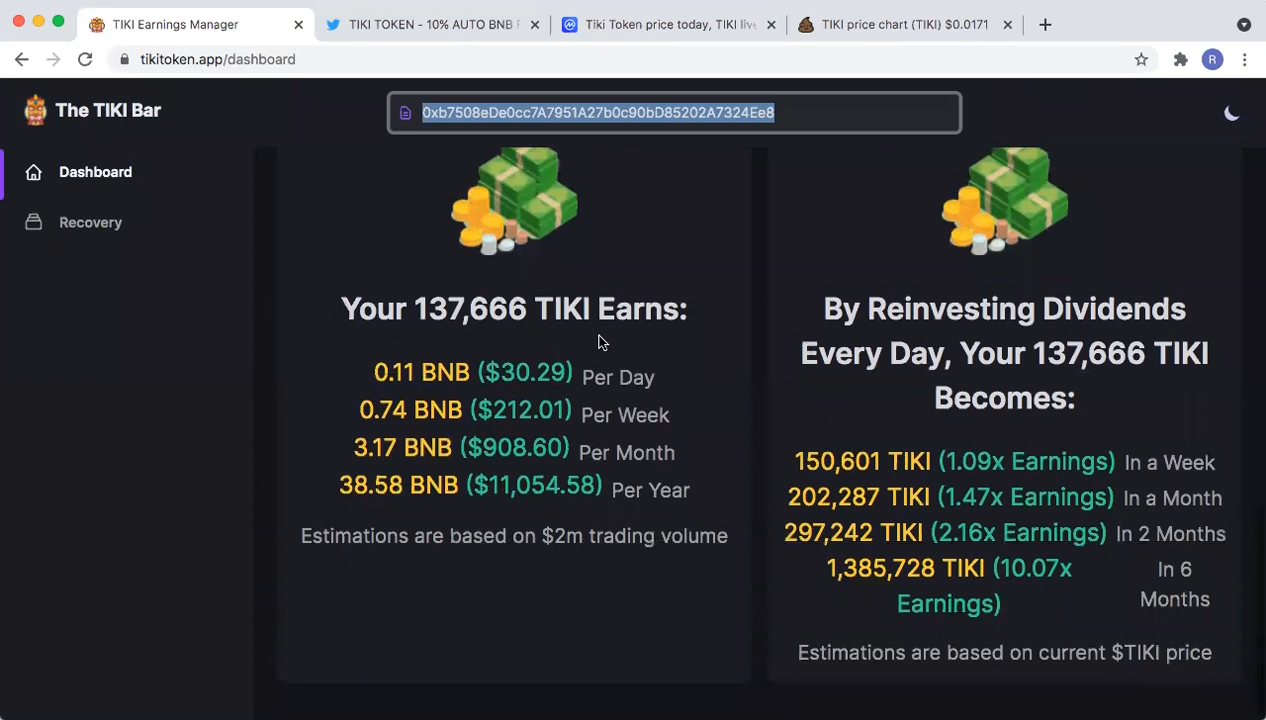 TIKI Earnings Manager
TIKI TOKEN - 10% AUTO BNB
Tiki Token price today, TIKI live
TIKI price chart (TIKI) $0.0171
tikitoken.app/dashboard
R
The TIKI Bar
0xb7508eDe0cc7A7951A27b0c90bD85202A7324Ee8
Dashboard
Recovery
Your 137,666 TIKI Earns:
0.11 BNB ($30.29) Per Day
0.74 BNB ($212.01) Per Week
3.17 BNB ($908.60) Per Month
38.58 BNB ($11,054.58) Per Year
Estimations are based on $2m trading volume
By Reinvesting Dividends
Every Day, Your 137,666 TIKI
Becomes:
150,601 TIKI (1.09x Earnings) In a Week
202,287 TIKI (1.47x Earnings) In a Month
297,242 TIKI (2.16x Earnings) In 2 Months
1,385,728 TIKI (10.07x
Earnings)
In 6
Months
Estimations are based on current $TIKI price